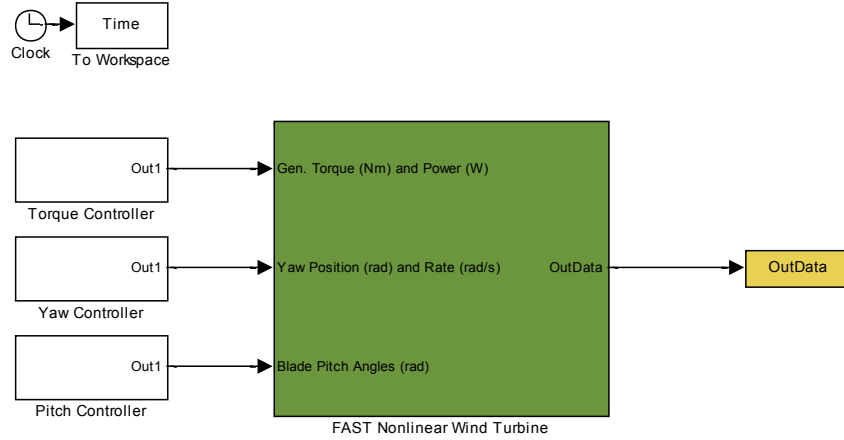 Time
Clock
To Workspace
Out1
Gen. Torque (Nm) and Power (W)
Torque Controller
Out1
Yaw Position (rad) and Rate (rad/s)
OutData
OutData
Yaw Controller
Out1
Blade Pitch Angles (rad)
Pitch Controller
FAST Nonlinear Wind Turbine